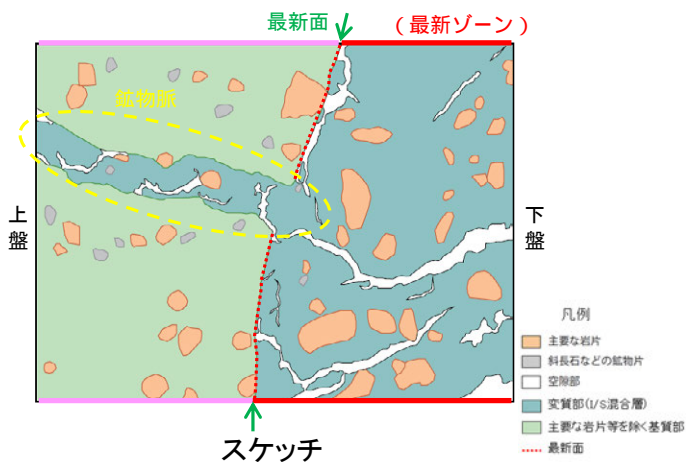 最新面
(最新ゾーン)
鉱物脈
上盤
下盤
凡例
主要な岩片
斜長石などの鉱物片
空隙部
変質部(I/S混合層)
主要な岩片等を除く基質部
最新面
スケッチ